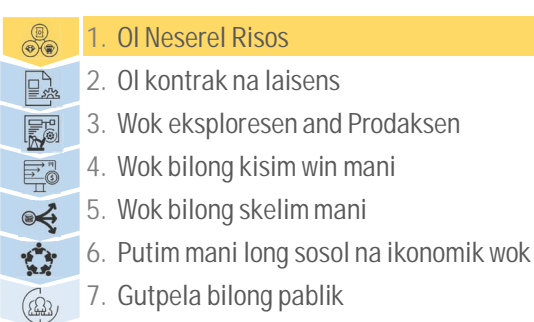 1. Ol Neserel Risos
2. Ol kontrak na laisens
3. Wok eksploresen and Prodaksen
4. Wok bilong kisim win mani
5. Wok bilong skelim mani
6. Putim mani long sosol na ikonomik wok
7. Gutpela bilong pablik